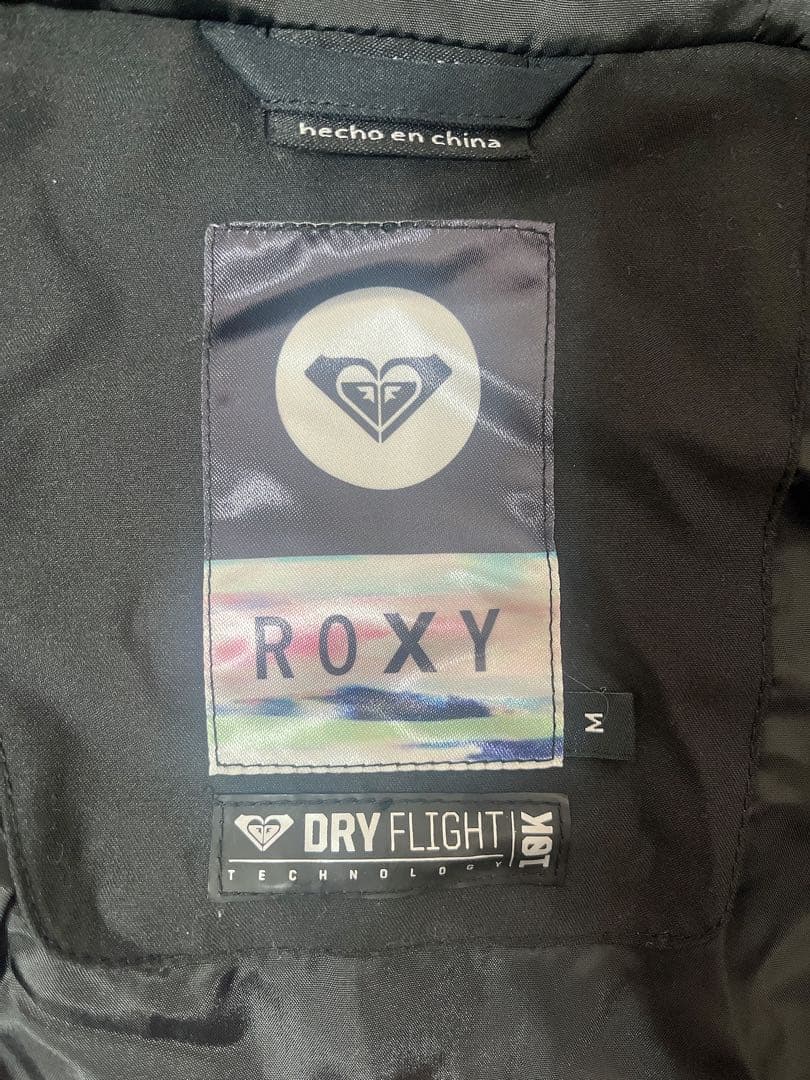 hecho en china
ROXY
M
DRY FLIGHT 10K
TECHNOLOGY